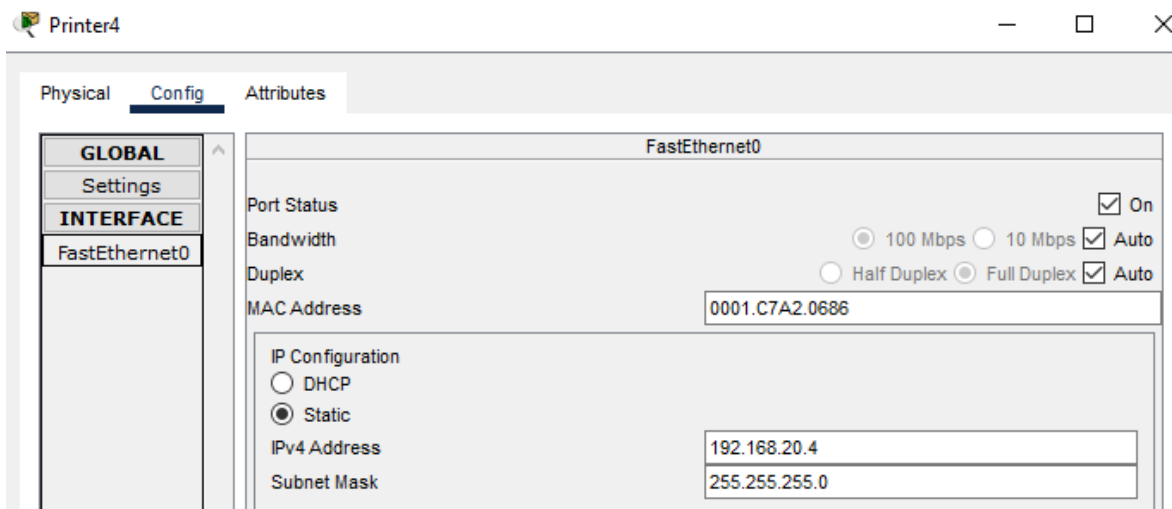 Printer4
Physical Config Attributes
GLOBAL
Settings
INTERFACE
FastEthernet0
FastEthernet0
Port Status On
Bandwidth 100 Mbps 10 Mbps Auto
Duplex Half Duplex Full Duplex Auto
MAC Address 0001.C7A2.0686
IP Configuration
DHCP
Static
IPv4 Address 192.168.20.4
Subnet Mask 255.255.255.0